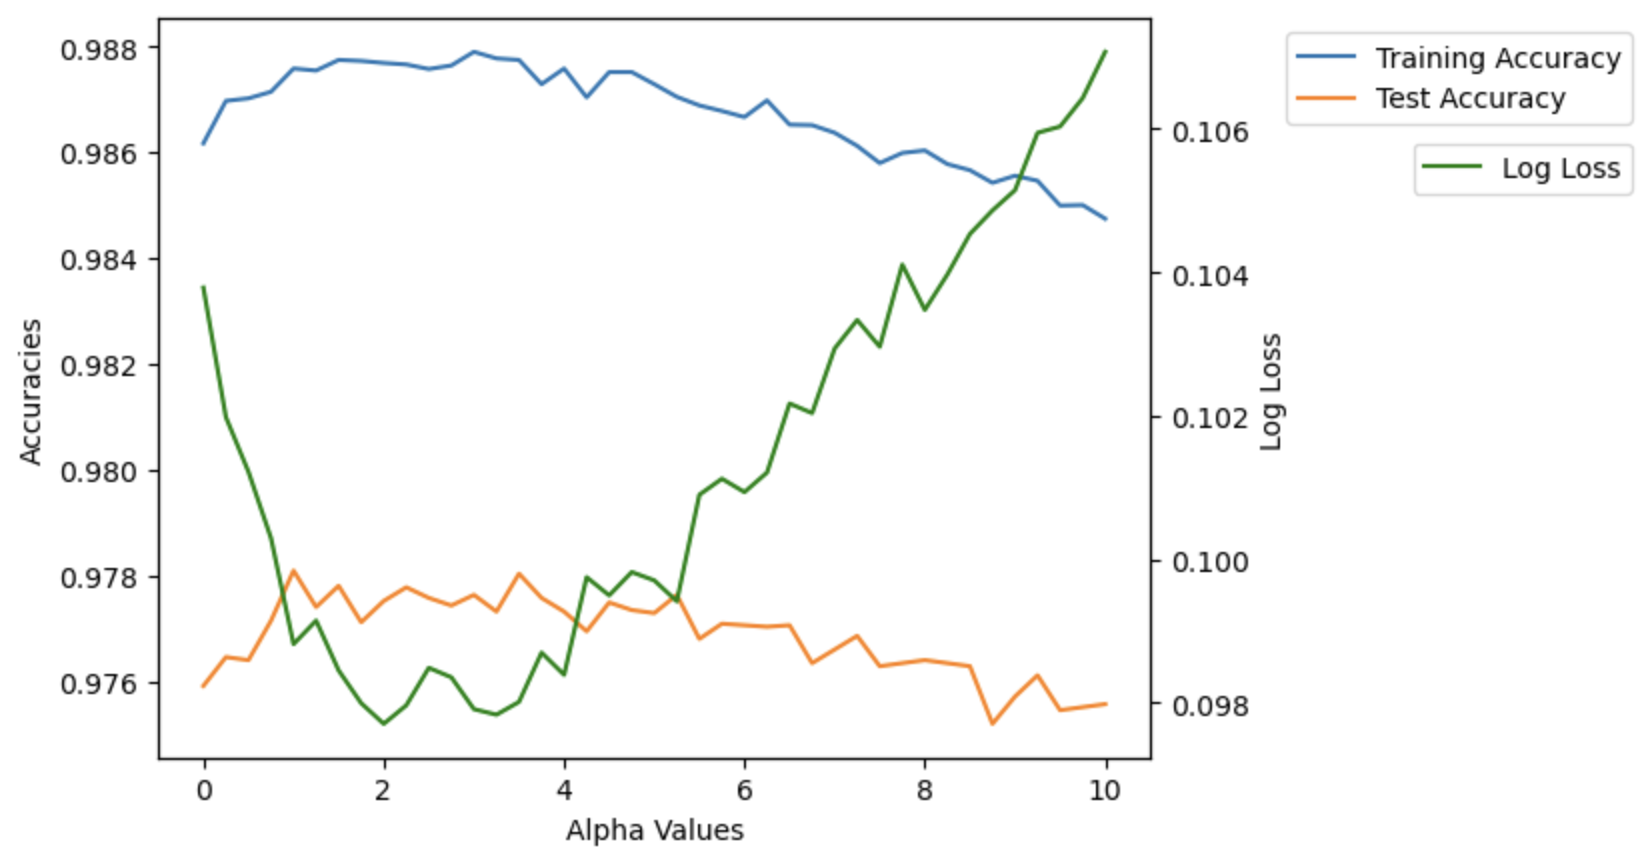 0.988
0.986
0.984
0.982
0.980
0.978
0.976
Accuracies
0 2 4 6 8 10
Alpha Values
0.106
0.104
0.102
0.100
0.098
Log Loss
Training Accuracy
Test Accuracy
Log Loss